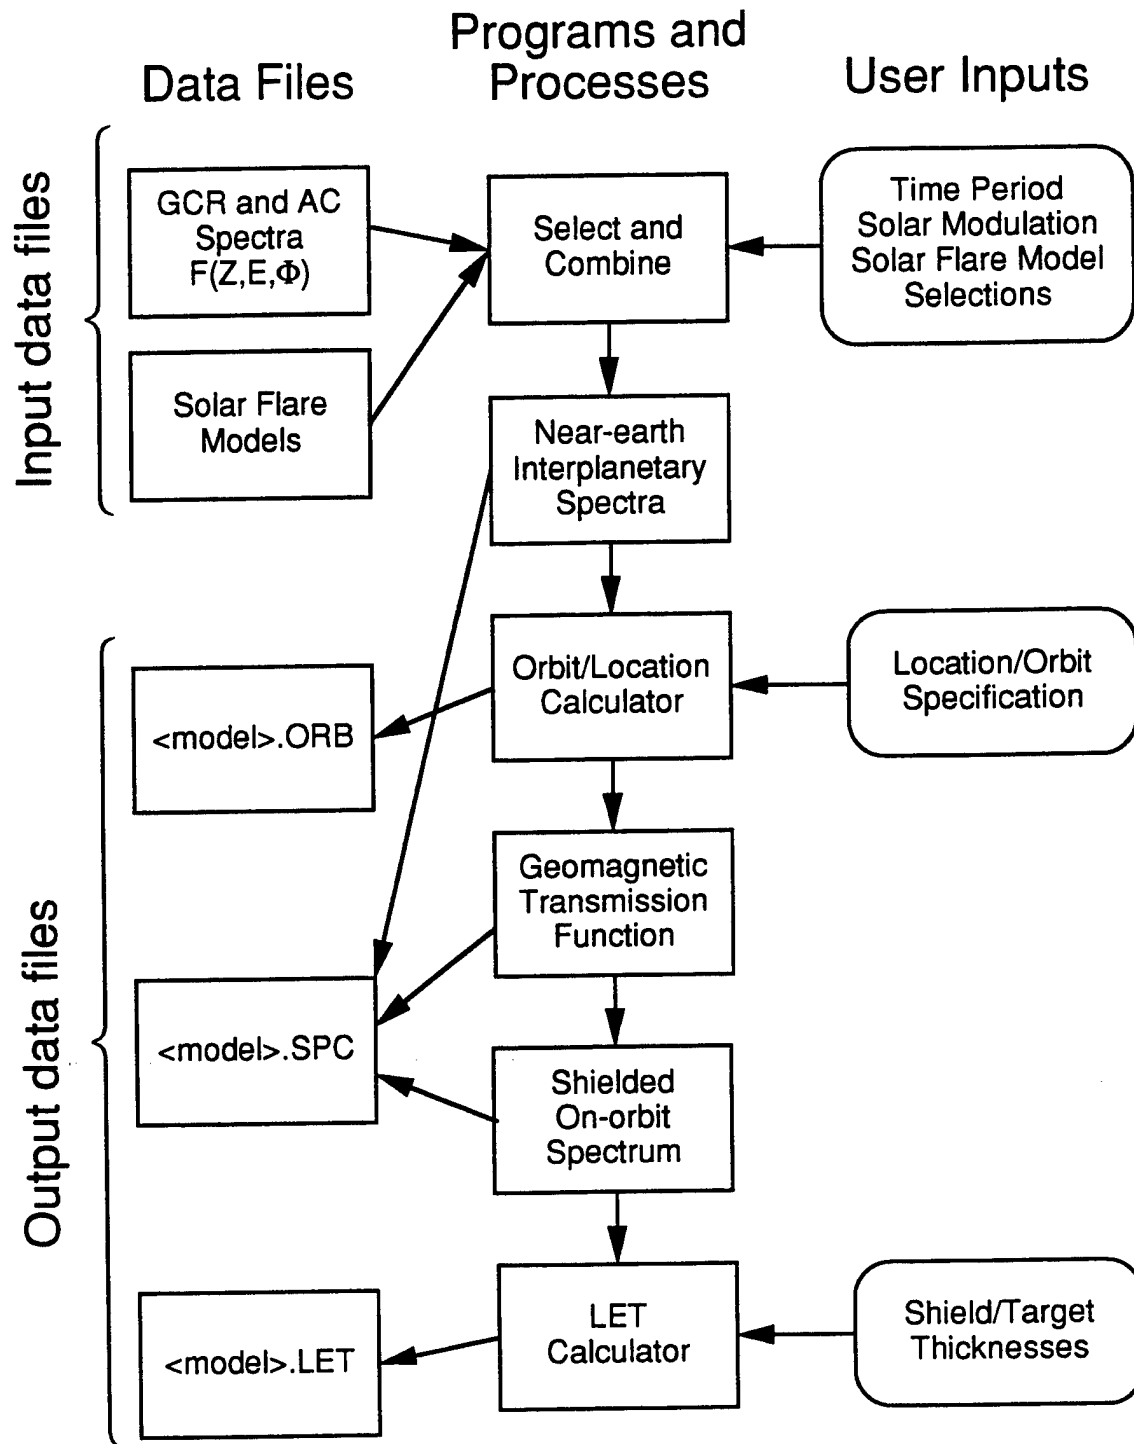 Programs and
Processes
Data Files
User Inputs
Input data files
GCR and AC
Spectra
F(Z,E,Φ)
Select and
Combine
Time Period
Solar Modulation
Solar Flare Model
Selections
Solar Flare
Models
Near-earth
Interplanetary
Spectra
Output data files
<model>.ORB
Orbit/Location
Calculator
Location/Orbit
Specification
Geomagnetic
Transmission
Function
<model>.SPC
Shielded
On-orbit
Spectrum
<model>.LET
LET
Calculator
Shield/Target
Thicknesses